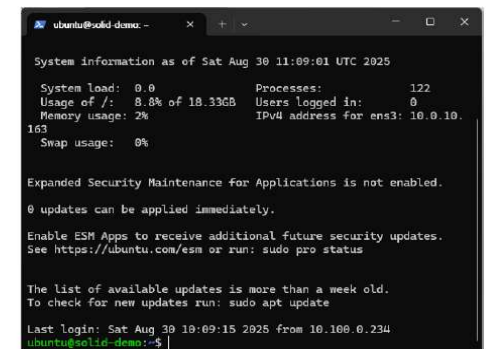 ubuntu@solid-demo: ~
System information as of Sat Aug 30 11:09:01 UTC 2025
System load: 0.0 Processes: 122
Usage of /: 8.8% of 18.33GB Users logged in: 0
Memory usage: 2% IPv4 address for ens3: 10.0.10.
163
Swap usage: 0%
Expanded Security Maintenance for Applications is not enabled.
0 updates can be applied immediately.
Enable ESM Apps to receive additional future security updates.
See https://ubuntu.com/esm or run: sudo pro status
The list of available updates is more than a week old.
To check for new updates run: sudo apt update
Last login: Sat Aug 30 10:09:15 2025 from 10.100.0.234
ubuntu@solid-demo:~$